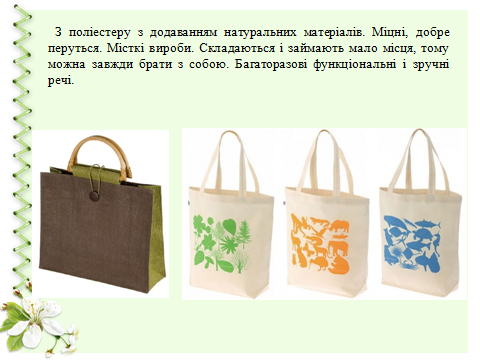 З поліестеру з додаванням натуральних матеріалів. Міцні, добре
перуться. Місткі вироби. Складаються і займають мало місця, тому
можна завжди брати з собою. Багаторазові функціональні і зручні
речі.